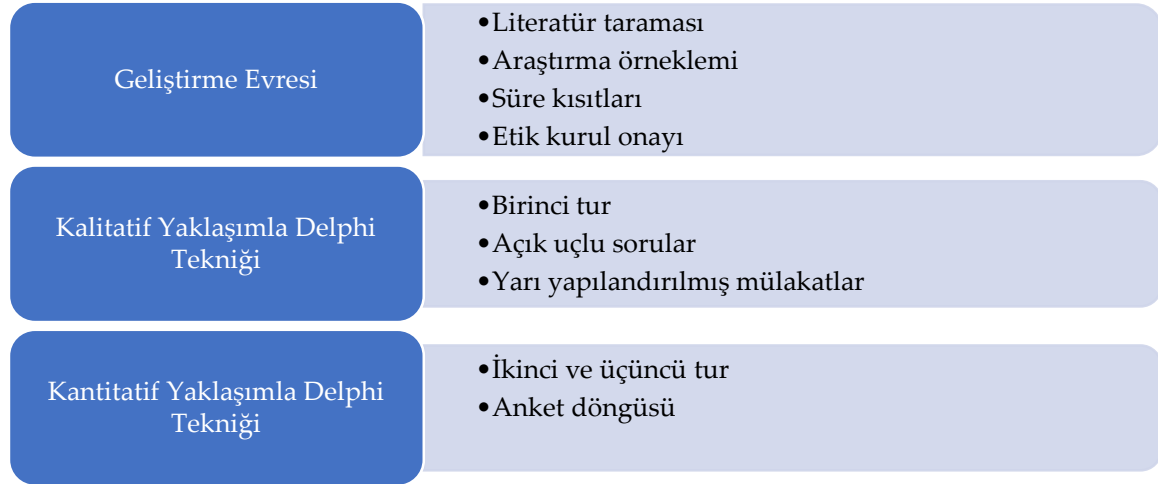 Geliştirme Evresi
•Literatür taraması
•Araştırma örneklemi
•Süre kısıtları
•Etik kurul onayı
Kalitatif Yaklaşımla Delphi
Tekniği
•Birinci tur
•Açık uçlu sorular
•Yarı yapılandırılmış mülakatlar
Kantitatif Yaklaşımla Delphi
Tekniği
•İkinci ve üçüncü tur
•Anket döngüsü